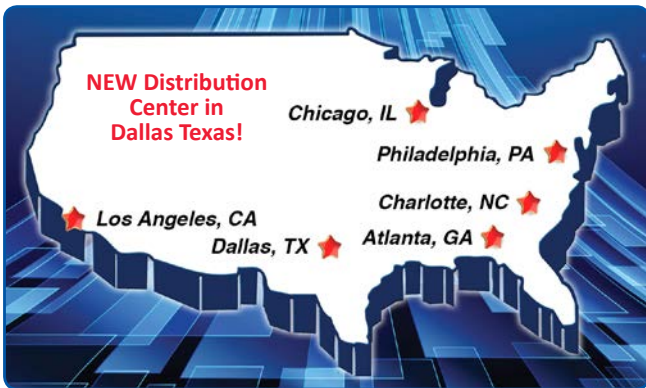 NEW Distribution
Center in
Dallas Texas!
Chicago, IL
Philadelphia, PA
Charlotte, NC
Los Angeles, CA
Dallas, TX
Atlanta, GA